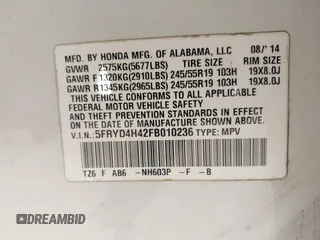 MFD. BY HONDA MFG. OF ALABAMA, LLC 08/'14
GVWR 2575KG(5677LBS) TIRE SIZE RIM SIZE
GAWR F1320KG(2910LBS) 245/55R19 103H 19X8.0J
GAWR R1345KG(2965LBS) 245/55R19 103H 19X8.0J
THIS VEHICLE CONFORMS TO ALL APPLICABLE
FEDERAL MOTOR VEHICLE SAFETY, BUMPER,
AND THEFT PREVENTION STANDARDS IN EFFECT ON THE
DATE OF MANUFACTURE SHOWN ABOVE.
V.I.N.: 5FRYD4H42FB010236 TYPE: MPV
TZ6 F AB6 -NH603P -F -B
DREAMBID